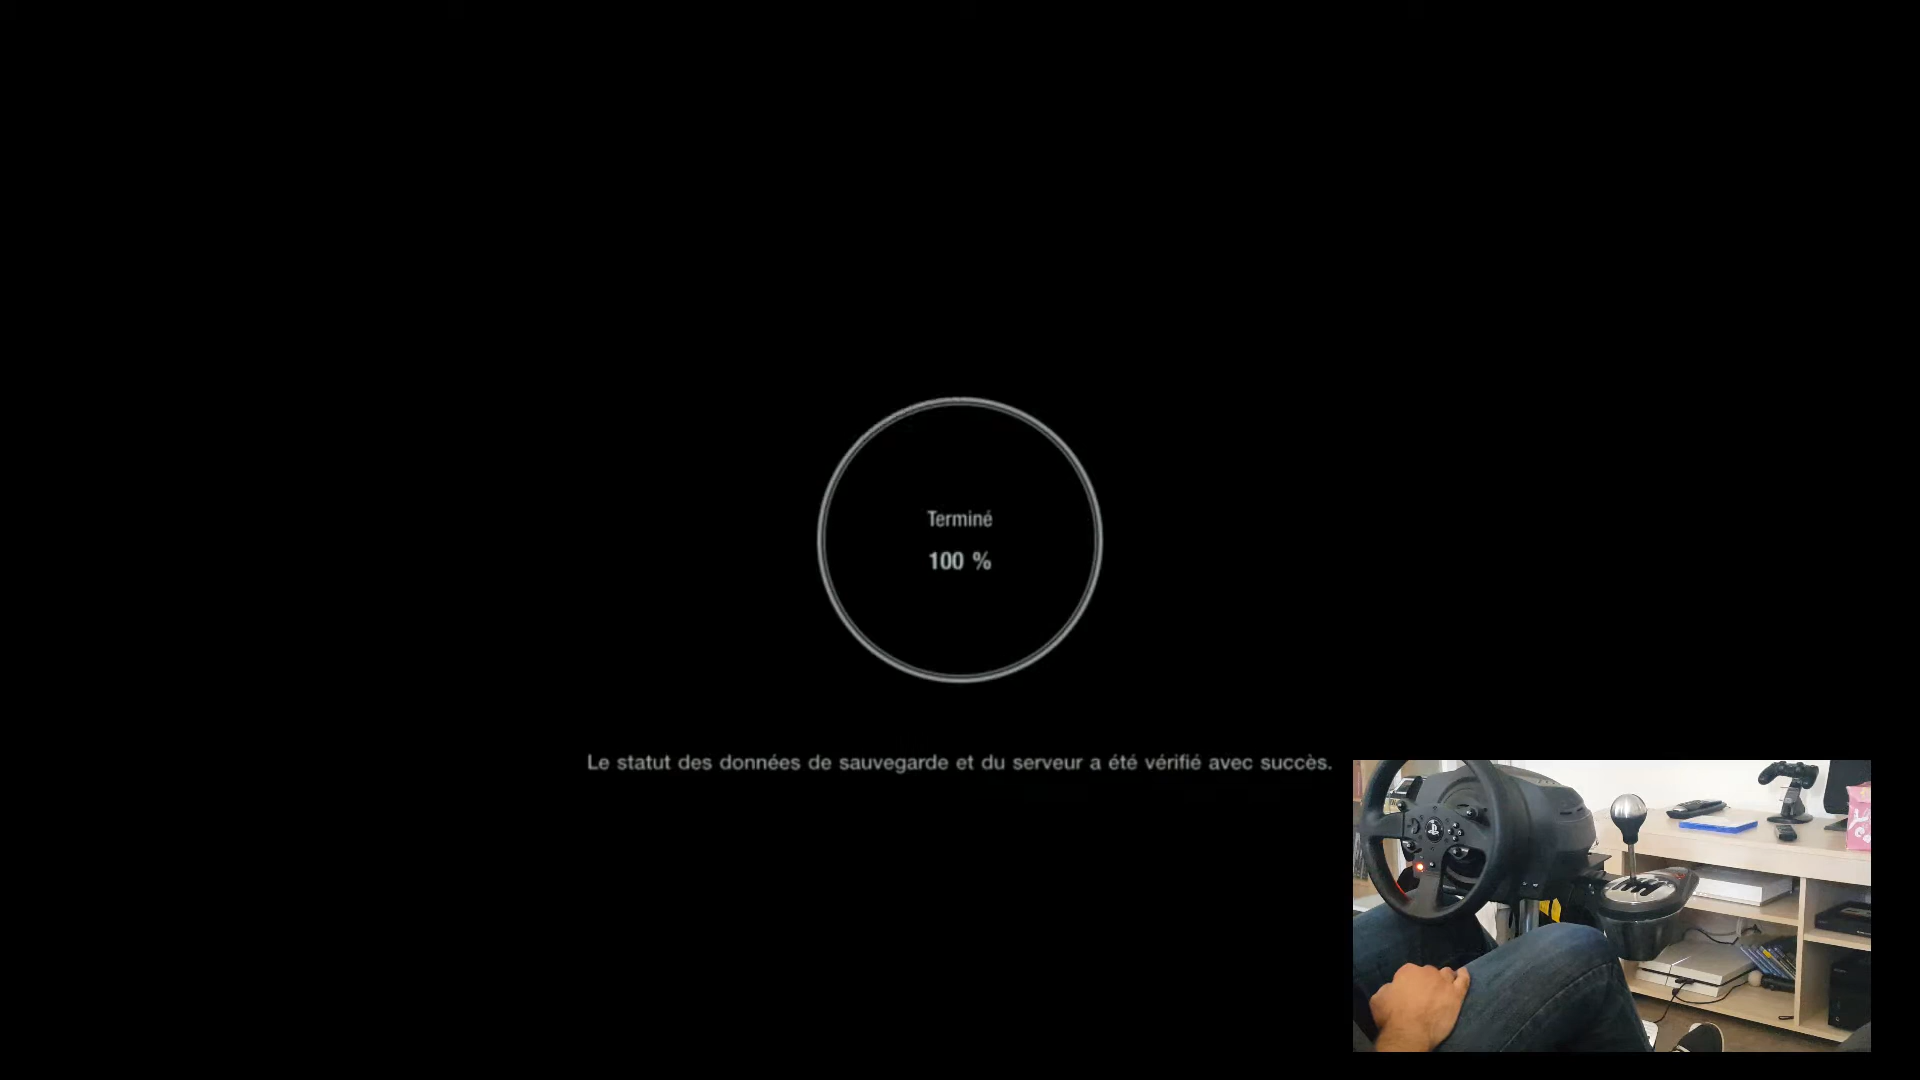 Terminé
100 %
Le statut des données de sauvegarde et du serveur a été vérifié avec succès.